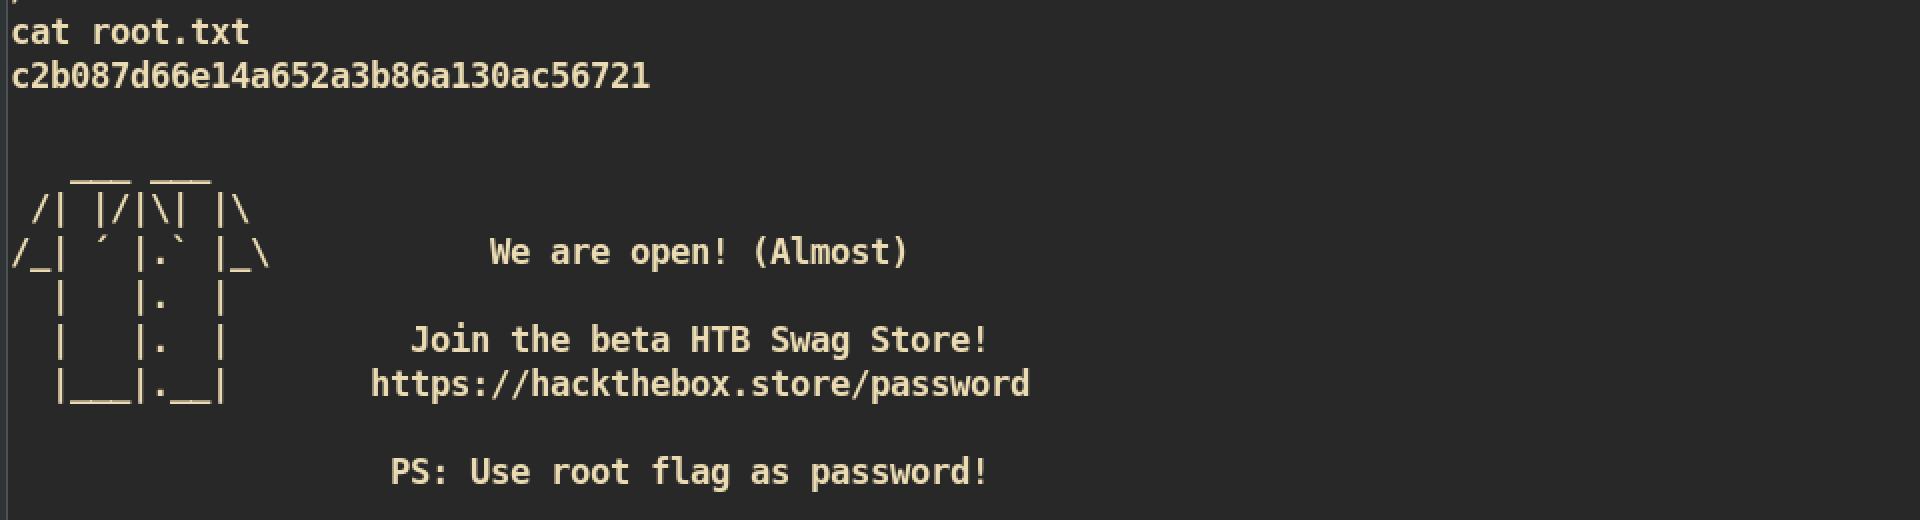 cat root.txt
c2b087d66e14a652a3b86a130ac56721
   ___ ___
 /| |/|\| |\
/_| ´ |.` |_\            We are open! (Almost)
  |   |.  |
  |   |.  |          Join the beta HTB Swag Store!
  |___|.__|        https://hackthebox.store/password
                    PS: Use root flag as password!